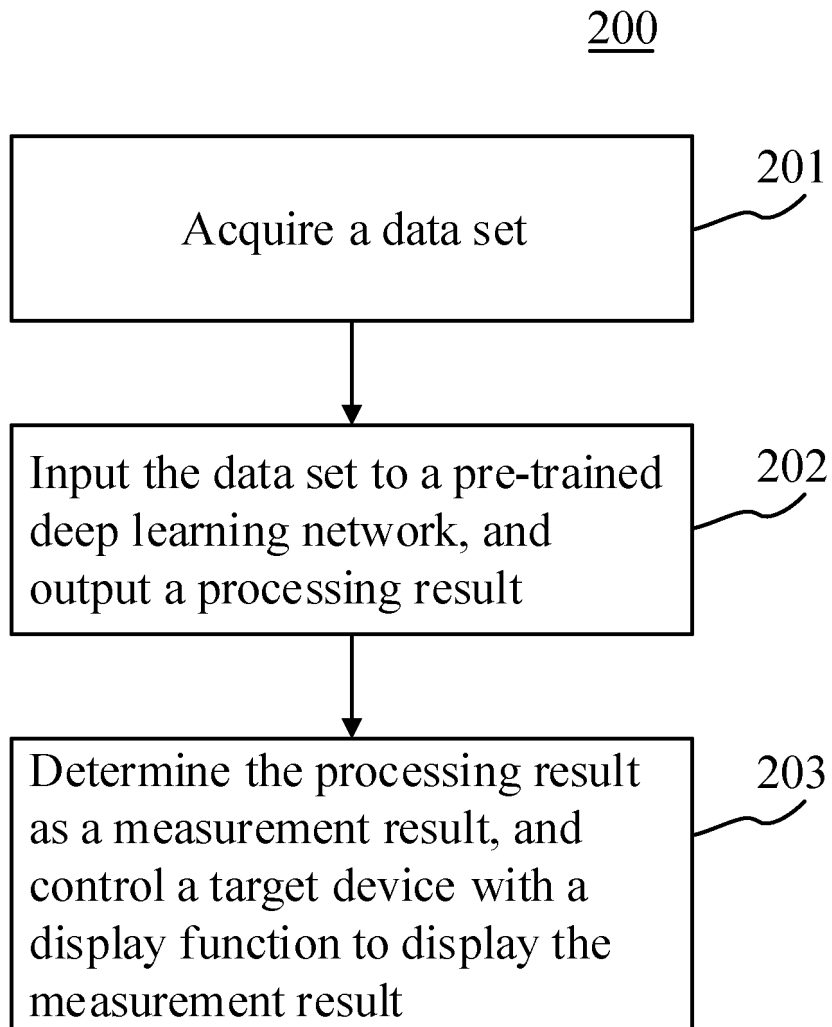 200
201
Acquire a data set
202
Input the data set to a pre-trained
deep learning network, and
output a processing result
203
Determine the processing result
as a measurement result, and
control a target device with a
display function to display the
measurement result